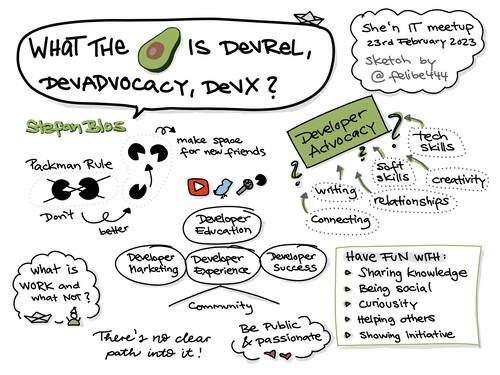 WHAT THE IS DEVREL,
DEVADVOCACY, DEVX?
She'n IT meetup
23rd February 2023
Sketch by
@felibe444
Stefan Blos
Packman Rule
Don't
better
make space
for new friends
Developer
Advocacy
?
?
?
?
writing
connecting
soft
skills
relationships
tech
skills
creativity
Developer
Education
Developer
Marketing
Developer
Experience
Developer
Success
Community
what is
WORK and
what NOT?
There's no clear
path into it!
Be Public
& passionate
HAVE FUN WITH:
Sharing knowledge
Being social
Curiousity
Helping others
Showing initiative